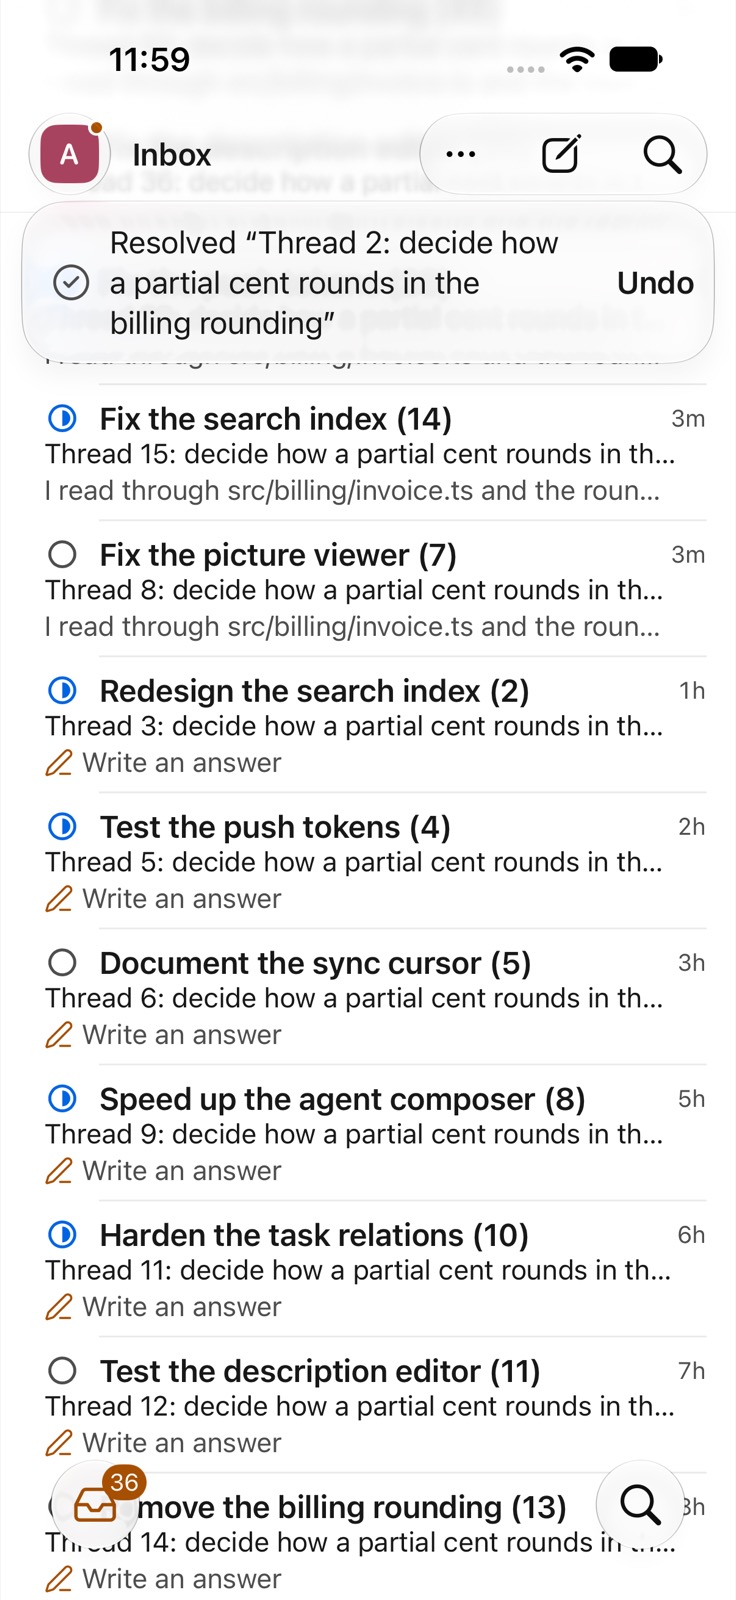 11:59
A
Inbox
Resolved “Thread 2: decide how
a partial cent rounds in the
billing rounding”
Undo
Fix the search index (14)
3m
Thread 15: decide how a partial cent rounds in th...
I read through src/billing/invoice.ts and the roun...
Fix the picture viewer (7)
3m
Thread 8: decide how a partial cent rounds in th...
I read through src/billing/invoice.ts and the roun...
Redesign the search index (2)
1h
Thread 3: decide how a partial cent rounds in th...
Write an answer
Test the push tokens (4)
2h
Thread 5: decide how a partial cent rounds in th...
Write an answer
Document the sync cursor (5)
3h
Thread 6: decide how a partial cent rounds in th...
Write an answer
Speed up the agent composer (8)
5h
Thread 9: decide how a partial cent rounds in th...
Write an answer
Harden the task relations (10)
6h
Thread 11: decide how a partial cent rounds in th...
Write an answer
Test the description editor (11)
7h
Thread 12: decide how a partial cent rounds in th...
Write an answer
36
move the billing rounding (13)
Thread 14: decide how a partial cent rounds in th...
Write an answer